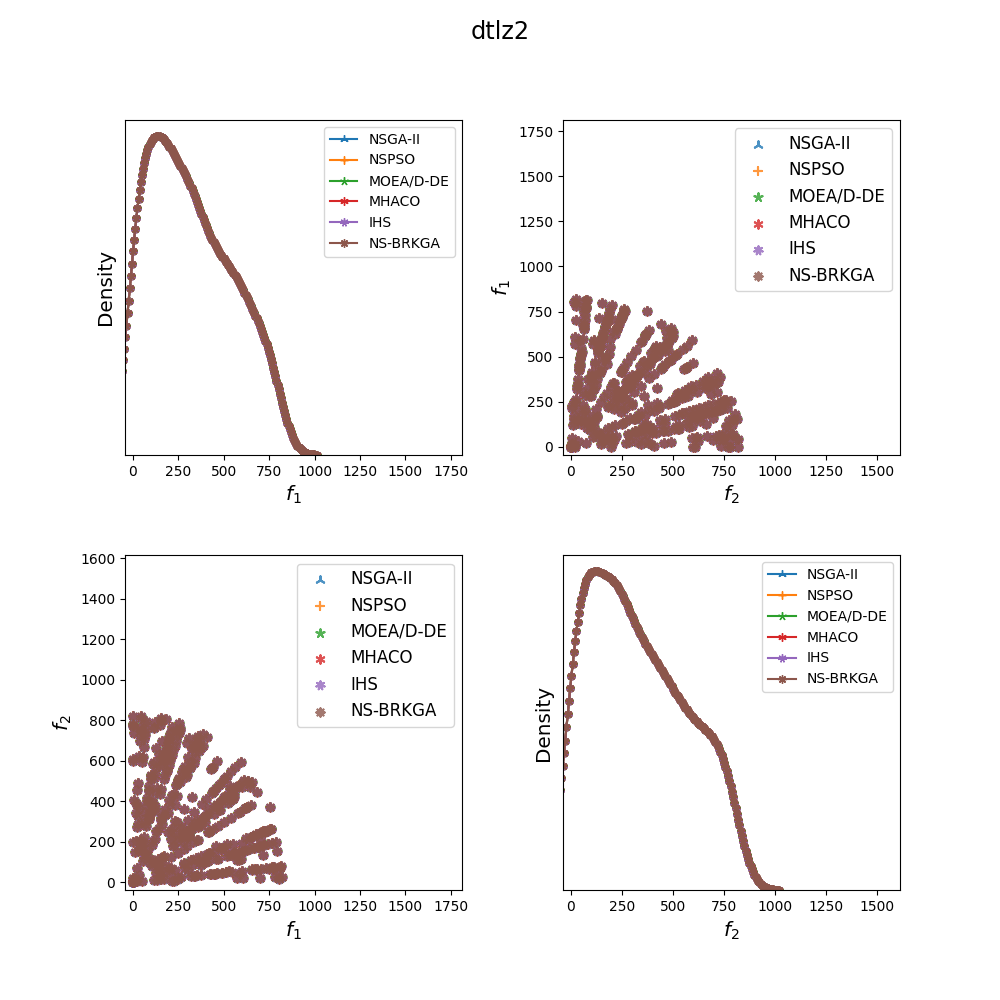 dtlz2
Density
NSGA-II
NSPSO
MOEA/D-DE
MHACO
IHS
NS-BRKGA
0 250 500 750 1000 1250 1500 1750
f1
f1
1750
1500
1250
1000
750
500
250
0
NSGA-II
NSPSO
MOEA/D-DE
MHACO
IHS
NS-BRKGA
0 250 500 750 1000 1250 1500
f2
f2
1600
1400
1200
1000
800
600
400
200
0
NSGA-II
NSPSO
MOEA/D-DE
MHACO
IHS
NS-BRKGA
0 250 500 750 1000 1250 1500 1750
f1
Density
NSGA-II
NSPSO
MOEA/D-DE
MHACO
IHS
NS-BRKGA
0 250 500 750 1000 1250 1500
f2